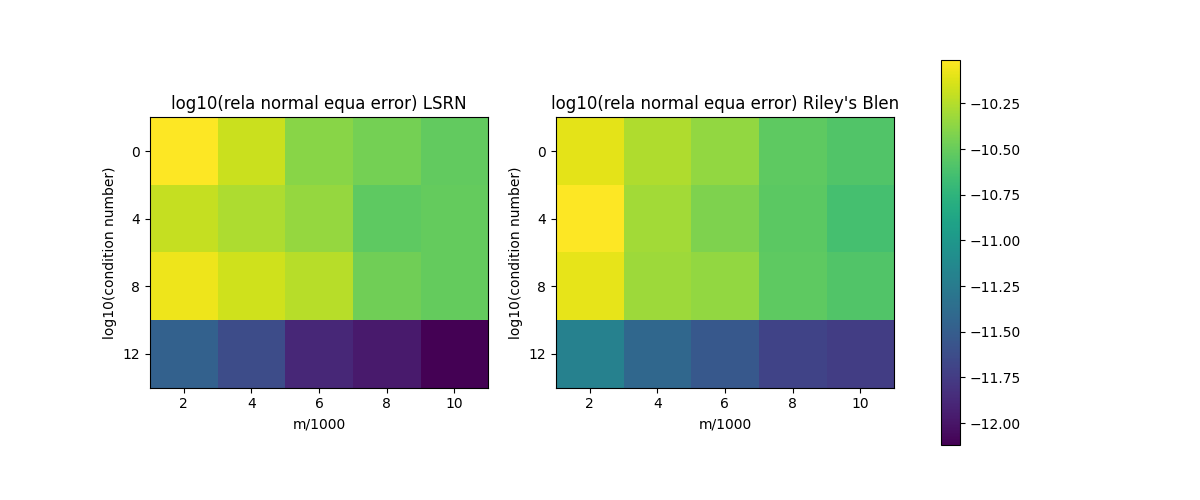 log10(rela normal equa error) LSRN
0
4
8
12
log10(condition number)
2 4 6 8 10
m/1000
log10(rela normal equa error) Riley's Blen
0
4
8
12
log10(condition number)
2 4 6 8 10
m/1000
−10.25
−10.50
−10.75
−11.00
−11.25
−11.50
−11.75
−12.00